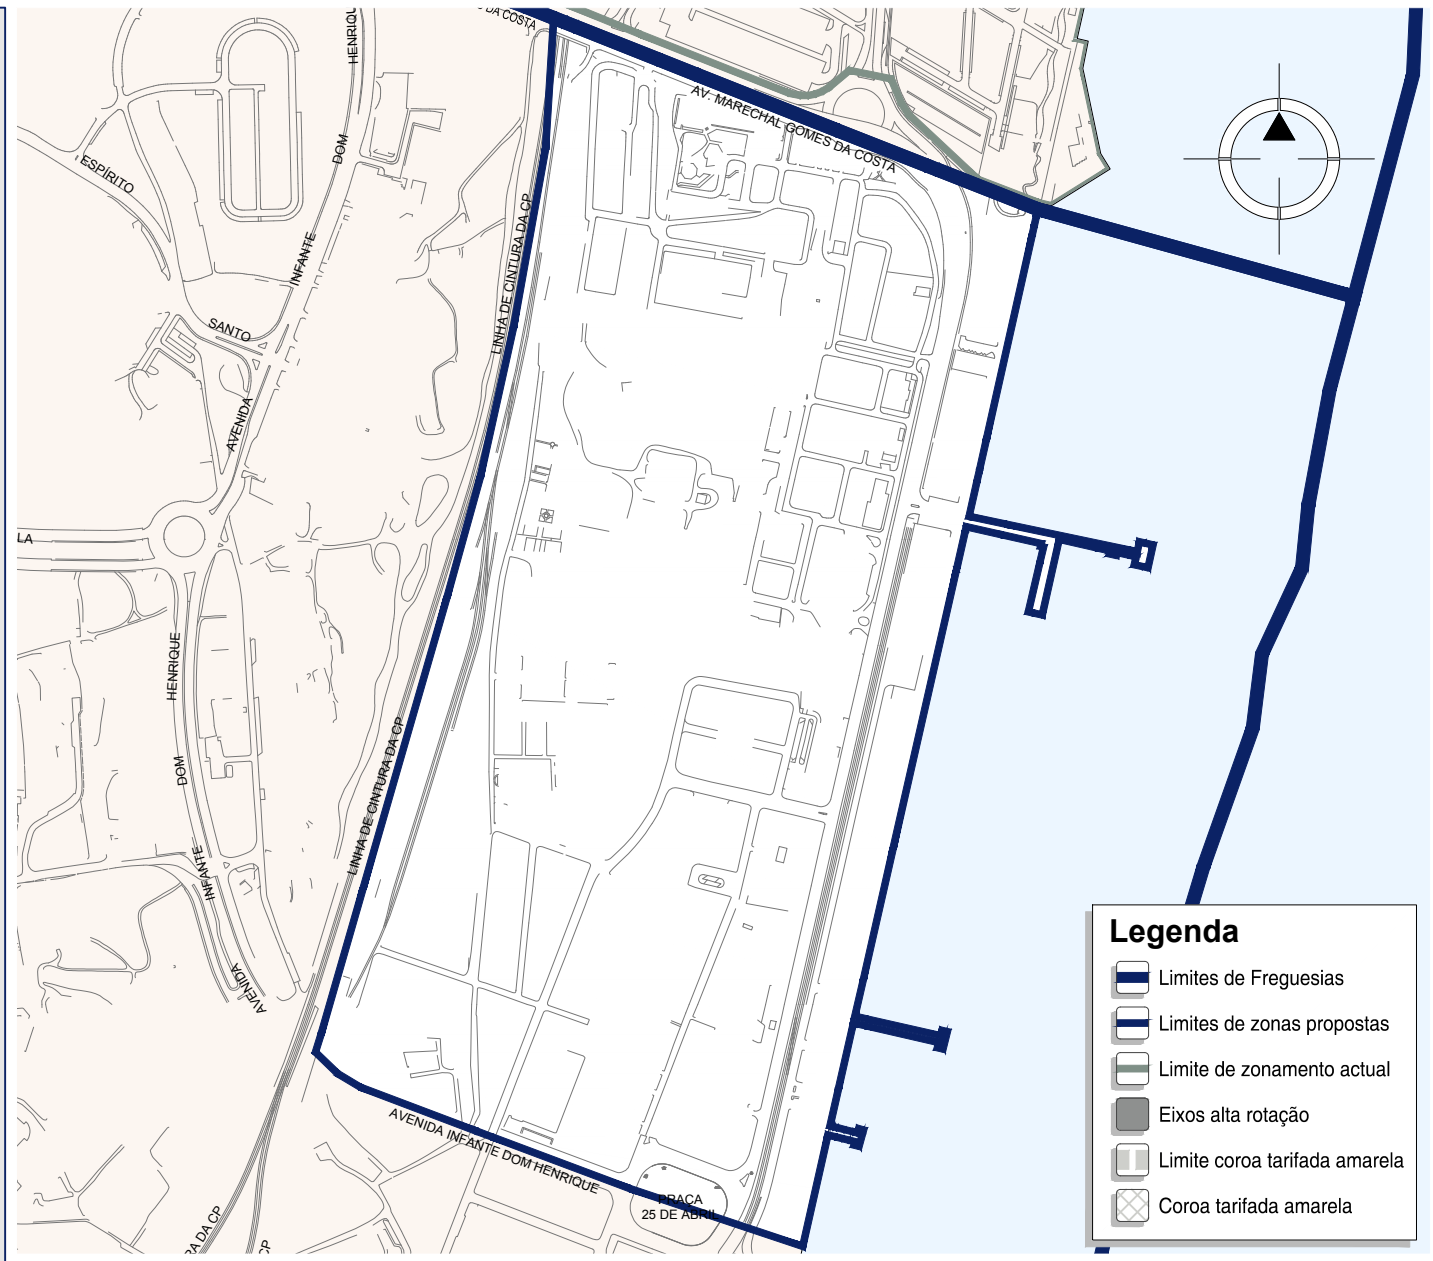 DA COSTA
HENRIQU
AV. MARECHAL GOMES DA COSTA
DOM
ESPÍRITO
LINHA DE CINTURA DA CP
INFANTE
SANTO
AVENIDA
LA
HENRIQUE
DOM
LINHA DE CINTURA DA CP
INFANTE
AVENIDA
AVENIDA INFANTE DOM HENRIQUE
PRACA
25 DE ABRIL
RA DA CP
CP
Legenda
Limites de Freguesias
Limites de zonas propostas
Limite de zonamento actual
Eixos alta rotação
Limite coroa tarifada amarela
Coroa tarifada amarela